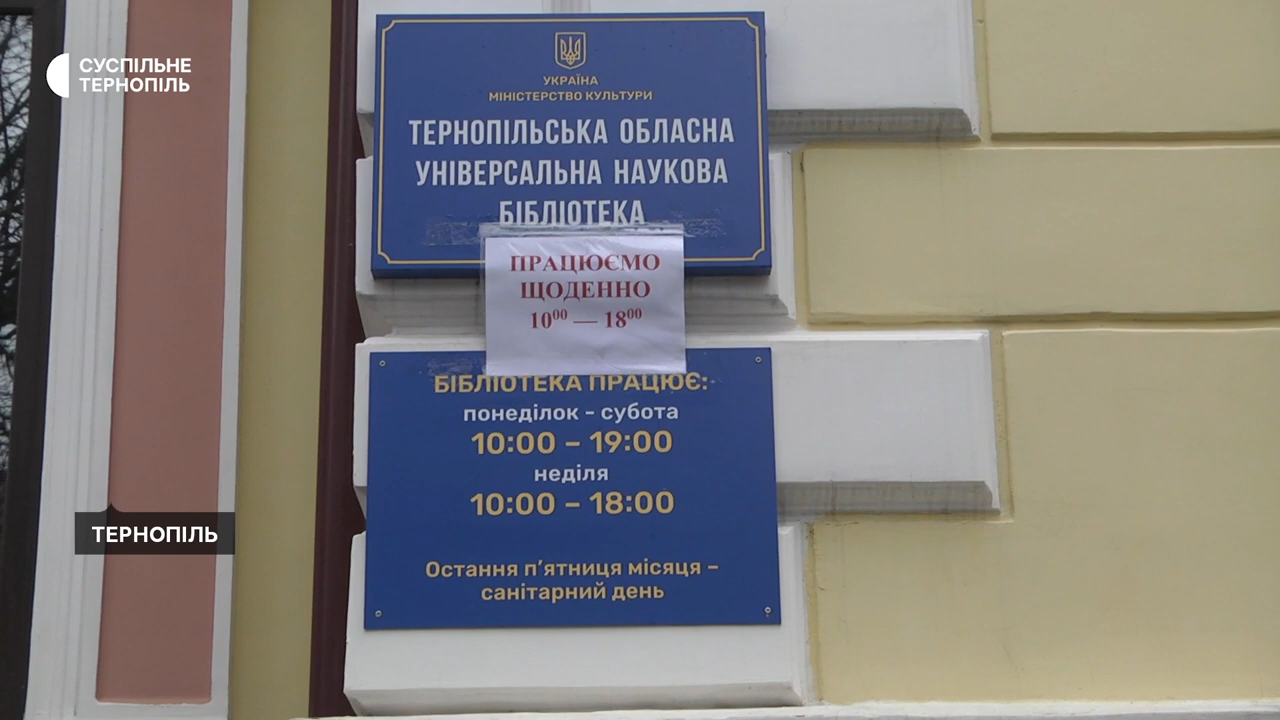 СУСПІЛЬНЕ
ТЕРНОПІЛЬ
УКРАЇНА
МІНІСТЕРСТВО КУЛЬТУРИ
ТЕРНОПІЛЬСЬКА ОБЛАСНА
УНІВЕРСАЛЬНА НАУКОВА
БІБЛІОТЕКА
ПРАЦЮЄМО
ЩОДЕННО
10⁰⁰ — 18⁰⁰
БІБЛІОТЕКА ПРАЦЮЄ:
понеділок - субота
10:00 – 19:00
неділя
10:00 – 18:00
Остання п’ятниця місяця –
санітарний день
ТЕРНОПІЛЬ